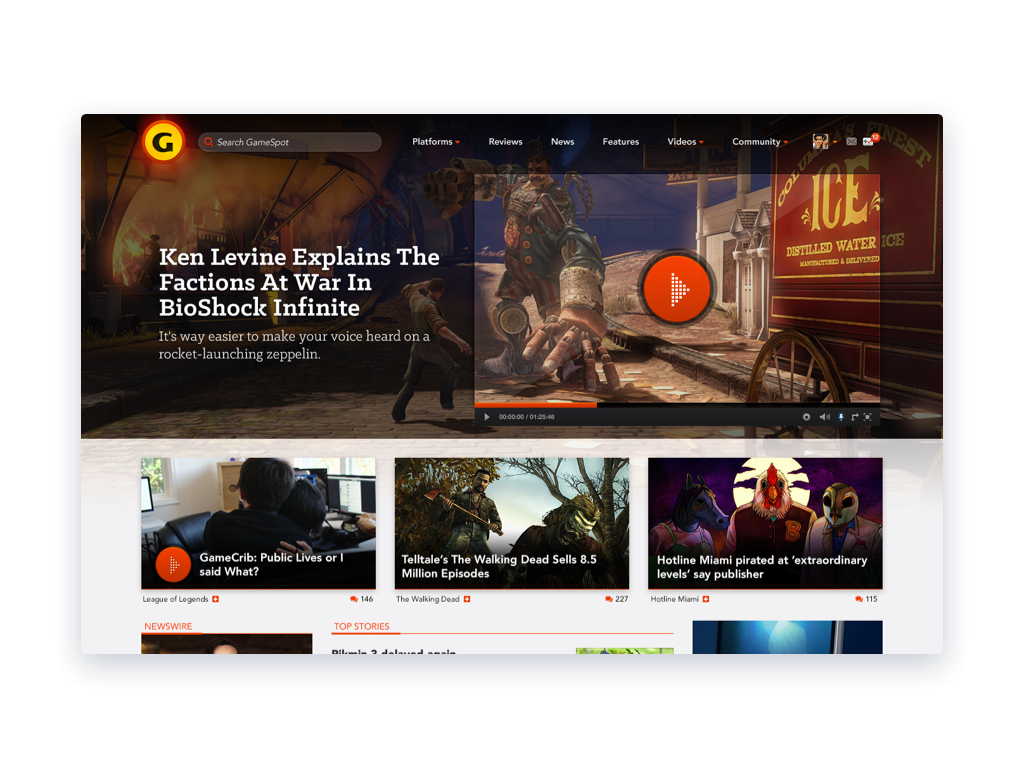 G
Search GameSpot
Platforms
Reviews
News
Features
Videos
Community
12
COLUMBIA'S FINEST
ICE
DISTILLED WATER ICE
MANUFACTURED & DELIVERED
Ken Levine Explains The
Factions At War In
BioShock Infinite
It's way easier to make your voice heard on a
rocket-launching zeppelin.
00:00:00 / 01:25:46
GameCrib: Public Lives or I
said What?
Telltale's The Walking Dead Sells 8.5
Million Episodes
B
Hotline Miami pirated at ‘extraordinary
levels’ say publisher
League of Legends
146
The Walking Dead
227
Hotline Miami
115
NEWSWIRE
TOP STORIES
Pikmin 3 delayed again